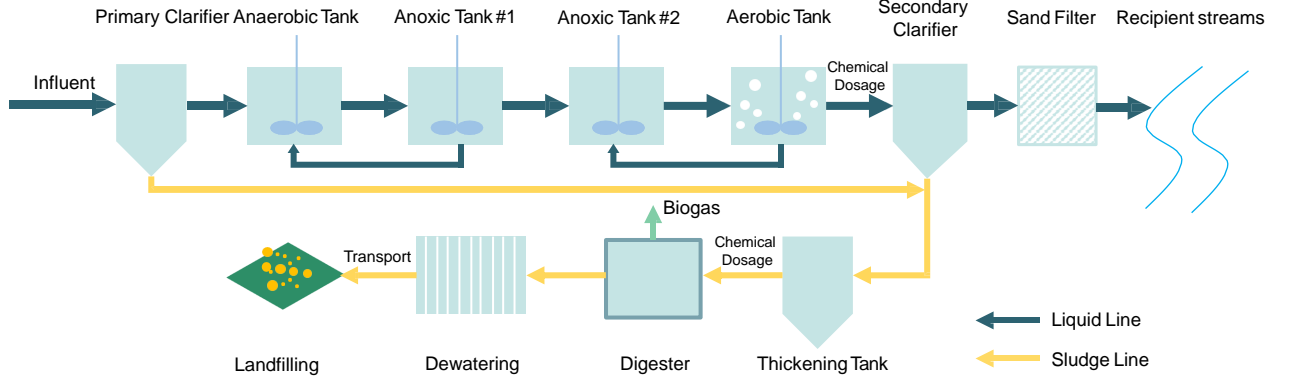 Primary Clarifier Anaerobic Tank Anoxic Tank #1 Anoxic Tank #2 Aerobic Tank Secondary
Clarifier Sand Filter Recipient streams
Influent
Chemical
Dosage
Biogas
Transport
Chemical
Dosage
Landfilling Dewatering Digester Thickening Tank
Liquid Line
Sludge Line